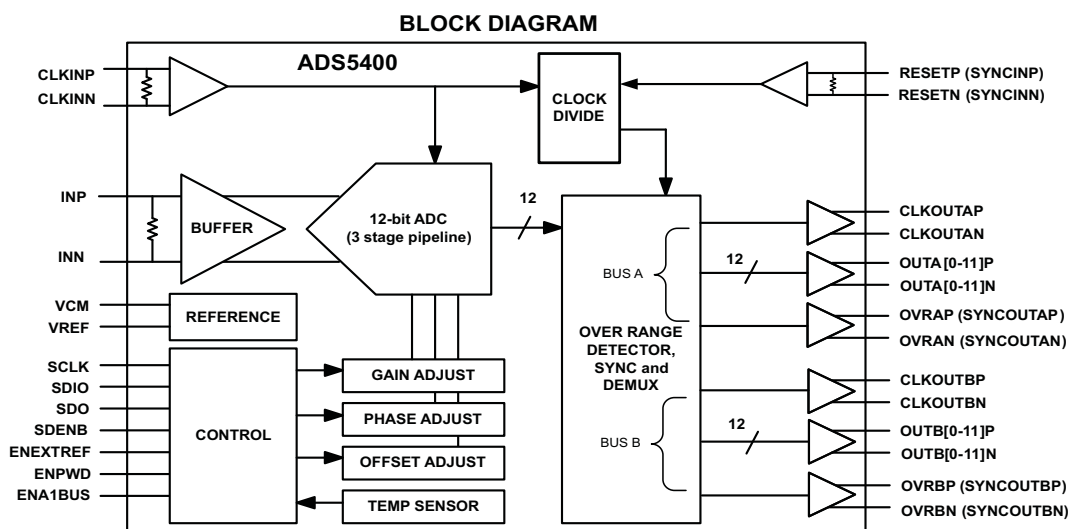 BLOCK DIAGRAM
ADS5400
CLKINP
CLKINN
CLOCK
DIVIDE
RESETP (SYNCINP)
RESETN (SYNCINN)
INP
INN
BUFFER
12-bit ADC
(3 stage pipeline)
12
VCM
VREF
REFERENCE
SCLK
SDIO
SDO
SDENB
ENEXTREF
ENPWD
ENA1BUS
CONTROL
GAIN ADJUST
PHASE ADJUST
OFFSET ADJUST
TEMP SENSOR
BUS A
OVER RANGE
DETECTOR,
SYNC and
DEMUX
BUS B
12
12
CLKOUTAP
CLKOUTAN
OUTA[0-11]P
OUTA[0-11]N
OVRAP (SYNCOUTAP)
OVRAN (SYNCOUTAN)
CLKOUTBP
CLKOUTBN
OUTB[0-11]P
OUTB[0-11]N
OVRBP (SYNCOUTBP)
OVRBN (SYNCOUTBN)